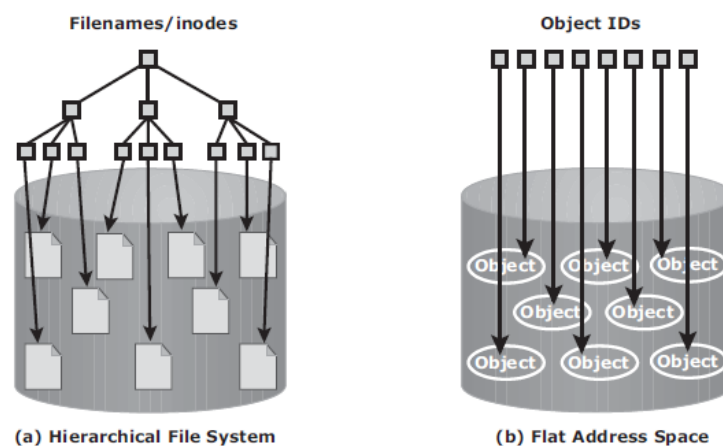 Filenames/inodes
Object IDs
Object Object Object
Object Object
Object Object Object
(a) Hierarchical File System
(b) Flat Address Space